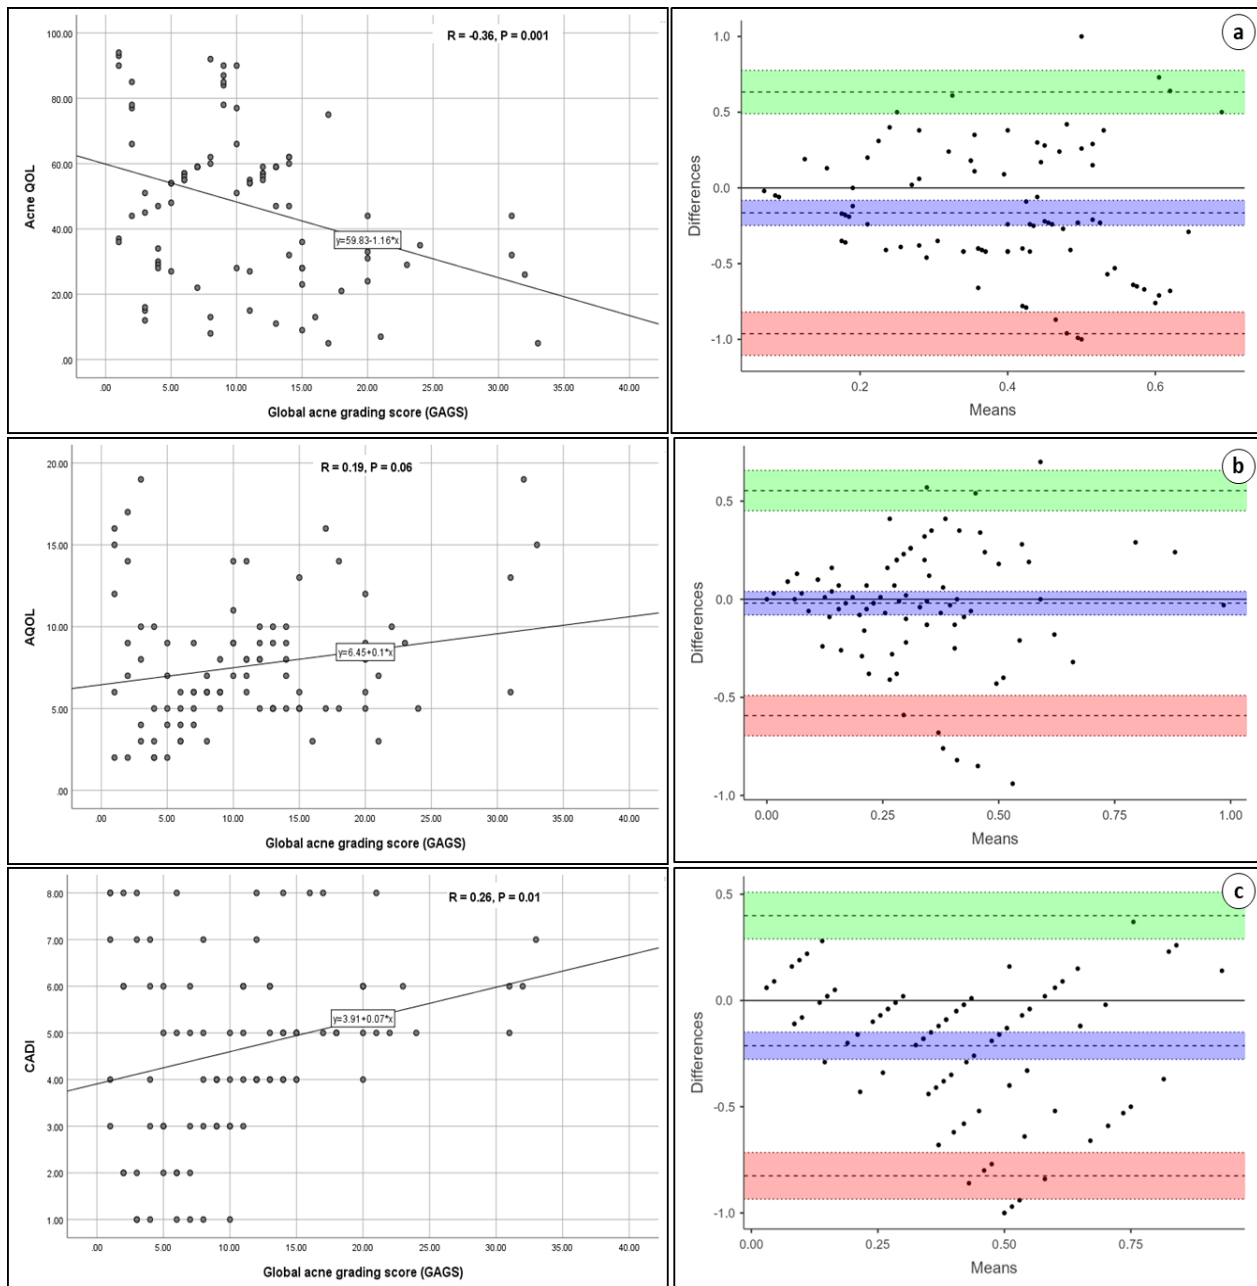 R = -0.36, P = 0.001
100.00
80.00
60.00
40.00
20.00
.00
Acne QOL
y=59.83-1.16*x
.00 5.00 10.00 15.00 20.00 25.00 30.00 35.00 40.00
Global acne grading score (GAGS)
a
1.0
0.5
0.0
-0.5
-1.0
Differences
0.2 0.4 0.6
Means
R = 0.19, P = 0.06
20.00
15.00
10.00
5.00
.00
AQOL
y=6.45+0.1*x
.00 5.00 10.00 15.00 20.00 25.00 30.00 35.00 40.00
Global acne grading score (GAGS)
b
0.5
0.0
-0.5
-1.0
Differences
0.00 0.25 0.50 0.75 1.00
Means
R = 0.26, P = 0.01
8.00
7.00
6.00
5.00
4.00
3.00
2.00
1.00
CADI
y=3.91+0.07*x
.00 5.00 10.00 15.00 20.00 25.00 30.00 35.00 40.00
Global acne grading score (GAGS)
c
0.5
0.0
-0.5
-1.0
Differences
0.00 0.25 0.50 0.75
Means